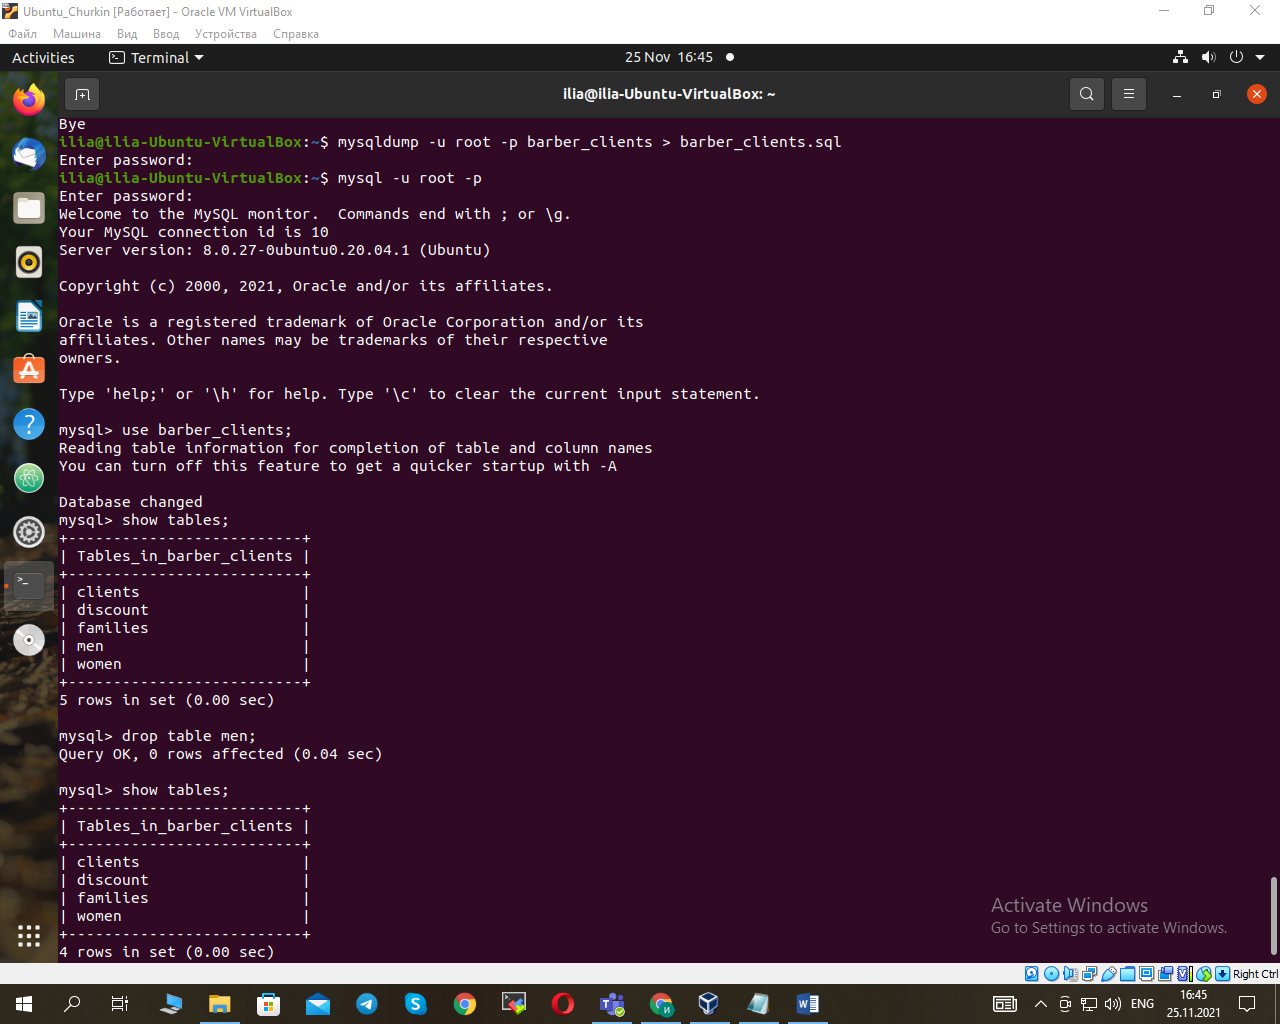 Ubuntu_Churkin [Работает] - Oracle VM VirtualBox
Файл Машина Вид Ввод Устройства Справка
Activities Terminal 25 Nov 16:45
ilia@ilia-Ubuntu-VirtualBox: ~
Bye
ilia@ilia-Ubuntu-VirtualBox:~$ mysqldump -u root -p barber_clients > barber_clients.sql
Enter password:
ilia@ilia-Ubuntu-VirtualBox:~$ mysql -u root -p
Enter password:
Welcome to the MySQL monitor.  Commands end with ; or \g.
Your MySQL connection id is 10
Server version: 8.0.27-0ubuntu0.20.04.1 (Ubuntu)
Copyright (c) 2000, 2021, Oracle and/or its affiliates.
Oracle is a registered trademark of Oracle Corporation and/or its
affiliates. Other names may be trademarks of their respective
owners.
Type 'help;' or '\h' for help. Type '\c' to clear the current input statement.
mysql> use barber_clients;
Reading table information for completion of table and column names
You can turn off this feature to get a quicker startup with -A
Database changed
mysql> show tables;
+--------------------------+
| Tables_in_barber_clients |
+--------------------------+
| clients                  |
| discount                 |
| families                 |
| men                      |
| women                    |
+--------------------------+
5 rows in set (0.00 sec)
mysql> drop table men;
Query OK, 0 rows affected (0.04 sec)
mysql> show tables;
+--------------------------+
| Tables_in_barber_clients |
+--------------------------+
| clients                  |
| discount                 |
| families                 |
| women                    |
+--------------------------+
4 rows in set (0.00 sec)
Activate Windows
Go to Settings to activate Windows.
Right Ctrl
ENG
16:45
25.11.2021